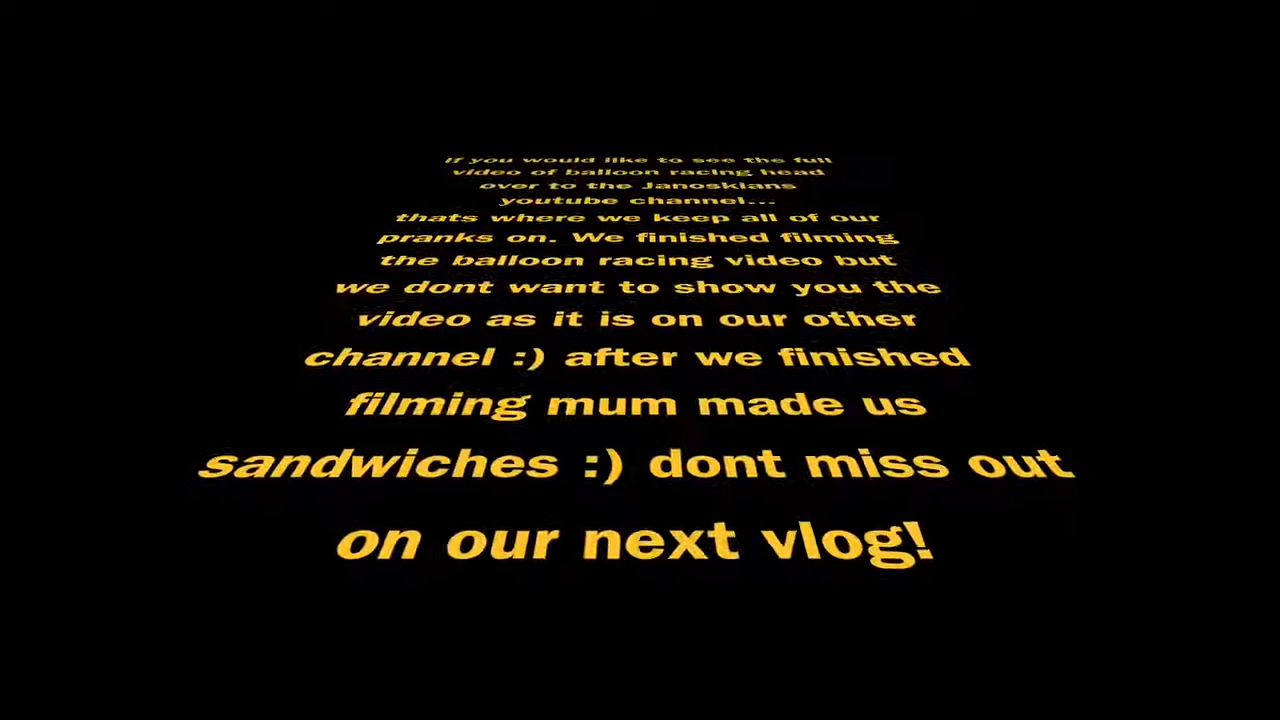 If you would like to see the full
video of balloon racing head
over to the Janoskians
youtube channel...
thats where we keep all of our
pranks on. We finished filming
the balloon racing video but
we dont want to show you the
video as it is on our other
channel :) after we finished
filming mum made us
sandwiches :) dont miss out
on our next vlog!